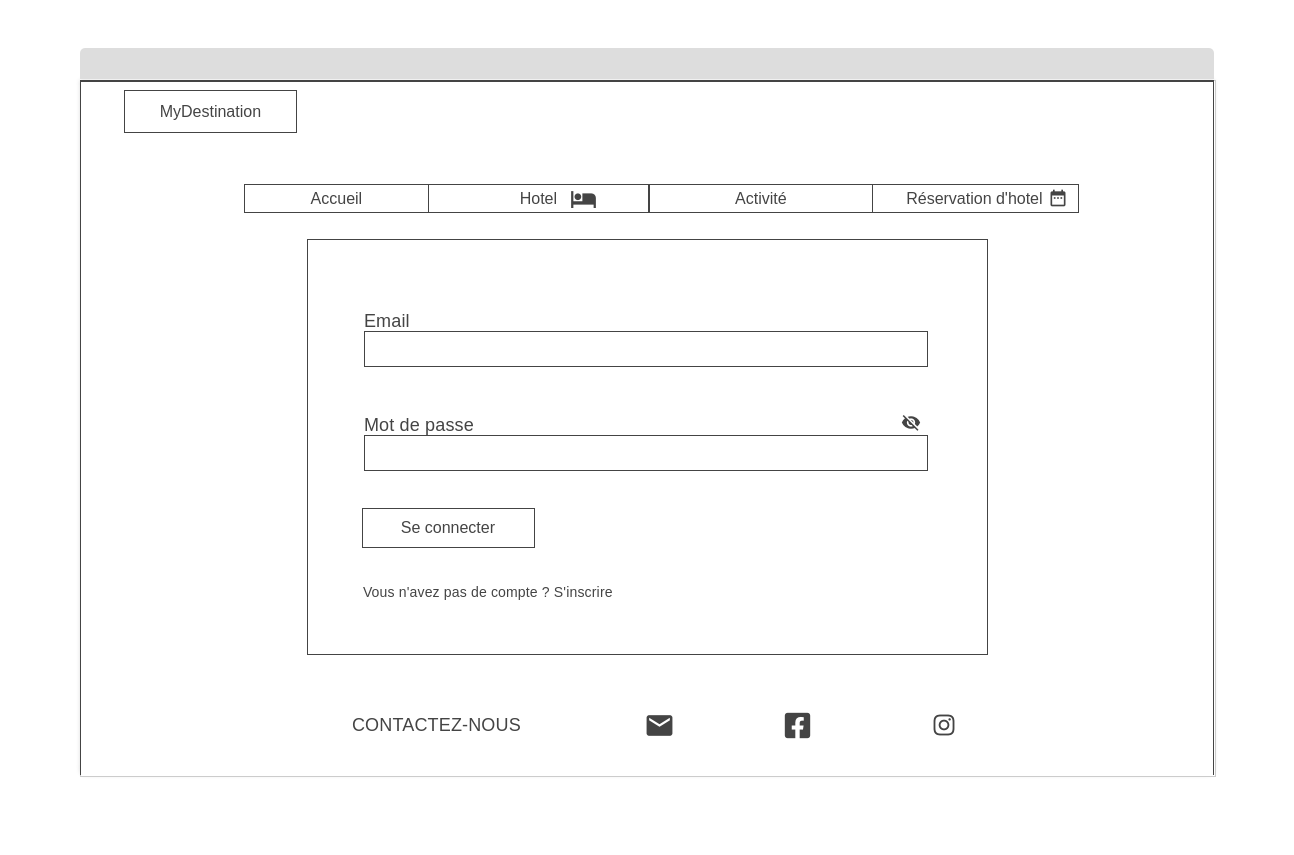 MyDestination
Accueil Hotel Activité Réservation d'hotel
Email
Mot de passe
Se connecter
Vous n'avez pas de compte ? S'inscrire
CONTACTEZ-NOUS